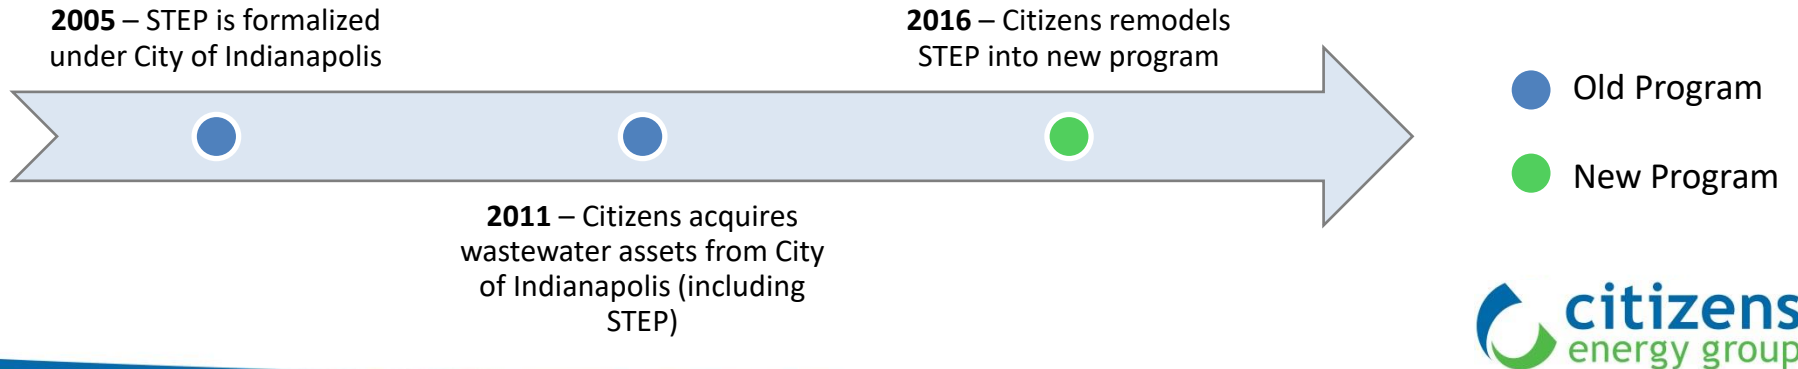 2005 – STEP is formalized
under City of Indianapolis
2016 – Citizens remodels
STEP into new program
2011 – Citizens acquires
wastewater assets from City
of Indianapolis (including
STEP)
Old Program
New Program
citizens
energy group